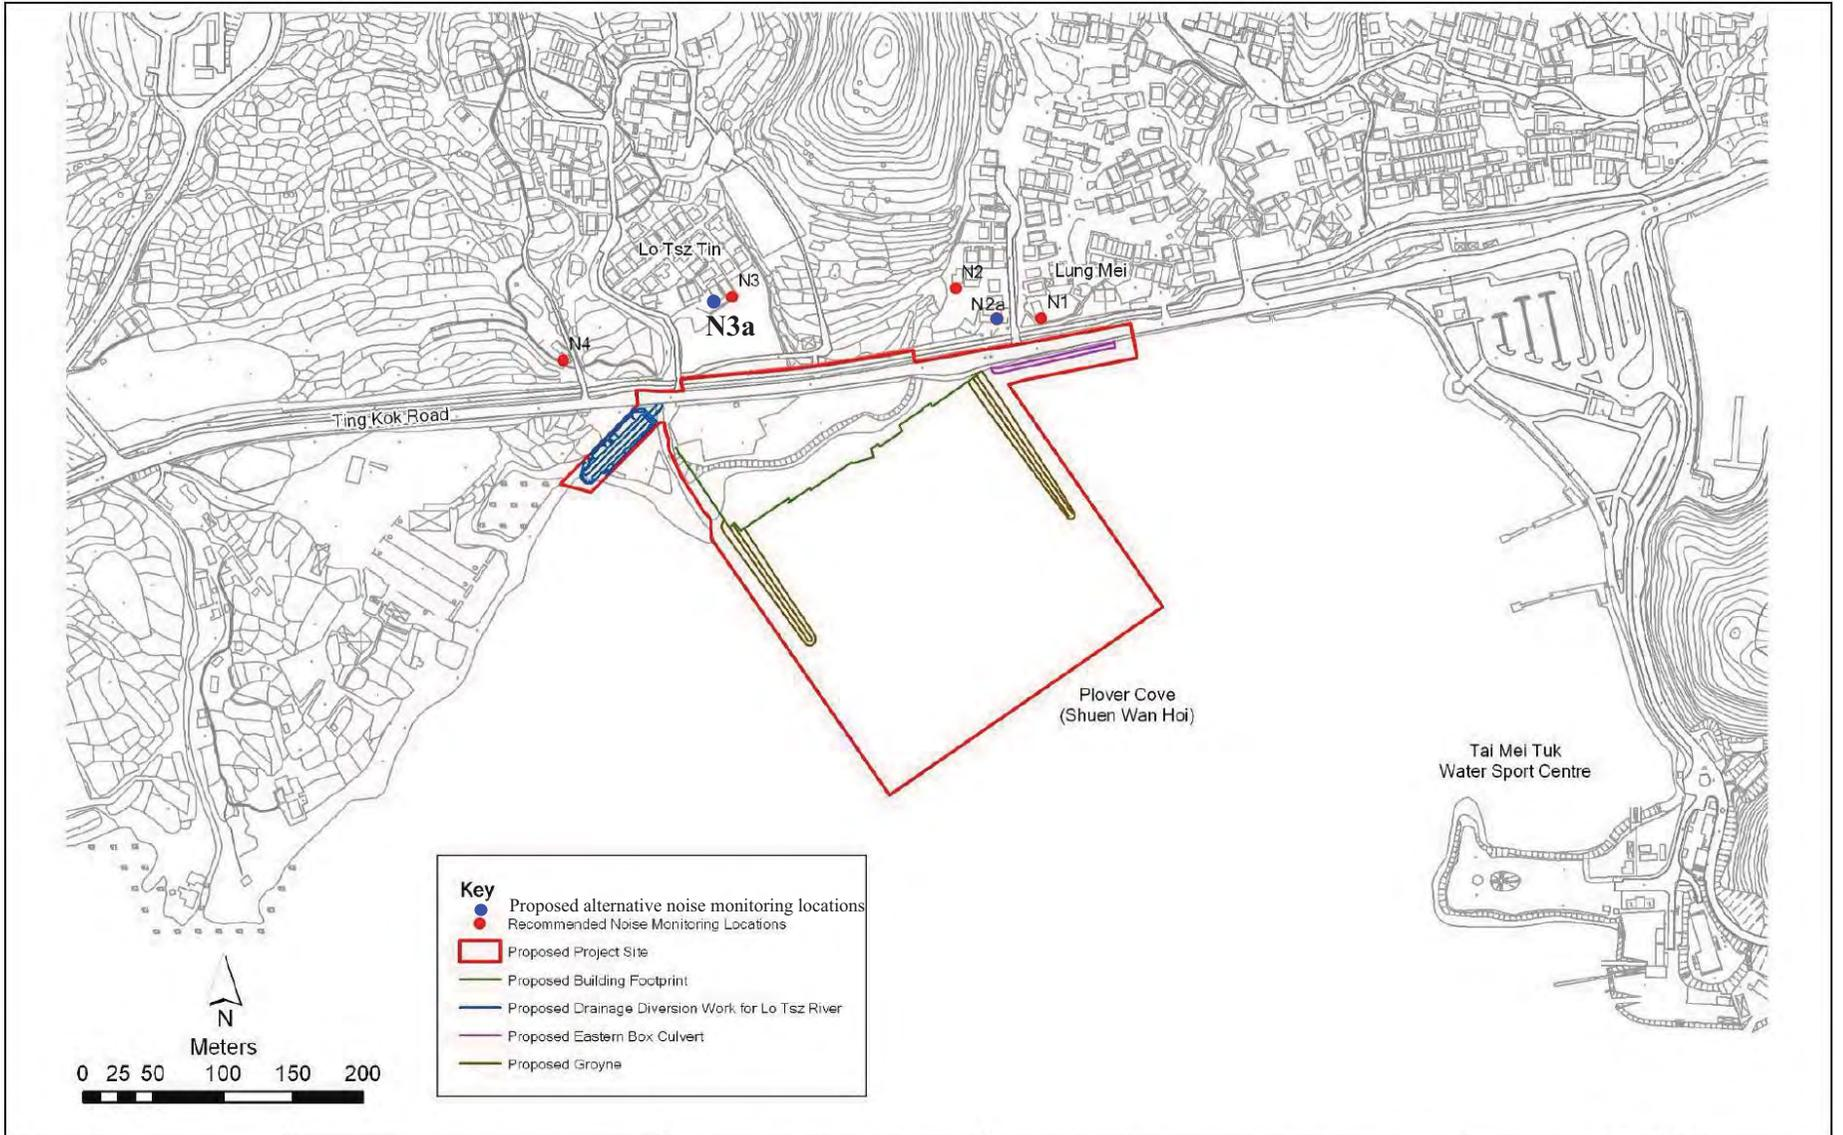 Lo Tsz Tin
N3
N3a
N2
Lung Mei
N2a
N1
N4
Ting Kok Road
Plover Cove
(Shuen Wan Hoi)
Tai Mei Tuk
Water Sport Centre
Key
Proposed alternative noise monitoring locations
Recommended Noise Monitoring Locations
Proposed Project Site
Proposed Building Footprint
Proposed Drainage Diversion Work for Lo Tsz River
Proposed Eastern Box Culvert
Proposed Groyne
N
Meters
0 25 50 100 150 200